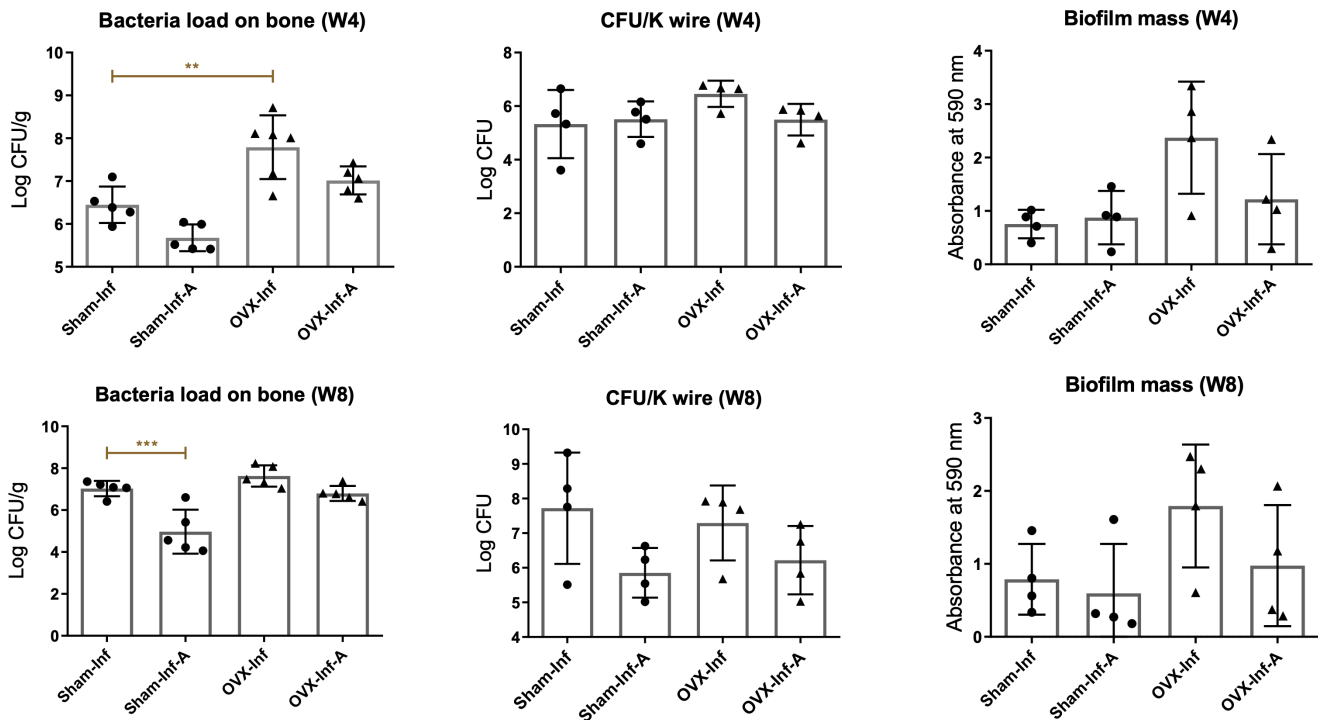 Bacteria load on bone (W4)
Log CFU/g
10
9
8
7
6
5
**
Sham-Inf
Sham-Inf-A
OVX-Inf
OVX-Inf-A
CFU/K wire (W4)
Log CFU
8
6
4
2
0
Sham-Inf
Sham-Inf-A
OVX-Inf
OVX-Inf-A
Biofilm mass (W4)
Absorbance at 590 nm
4
3
2
1
0
Sham-Inf
Sham-Inf-A
OVX-Inf
OVX-Inf-A
Bacteria load on bone (W8)
Log CFU/g
10
8
6
4
2
0
***
Sham-Inf
Sham-Inf-A
OVX-Inf
OVX-Inf-A
CFU/K wire (W8)
Log CFU
10
9
8
7
6
5
4
Sham-Inf
Sham-Inf-A
OVX-Inf
OVX-Inf-A
Biofilm mass (W8)
Absorbance at 590 nm
3
2
1
0
Sham-Inf
Sham-Inf-A
OVX-Inf
OVX-Inf-A